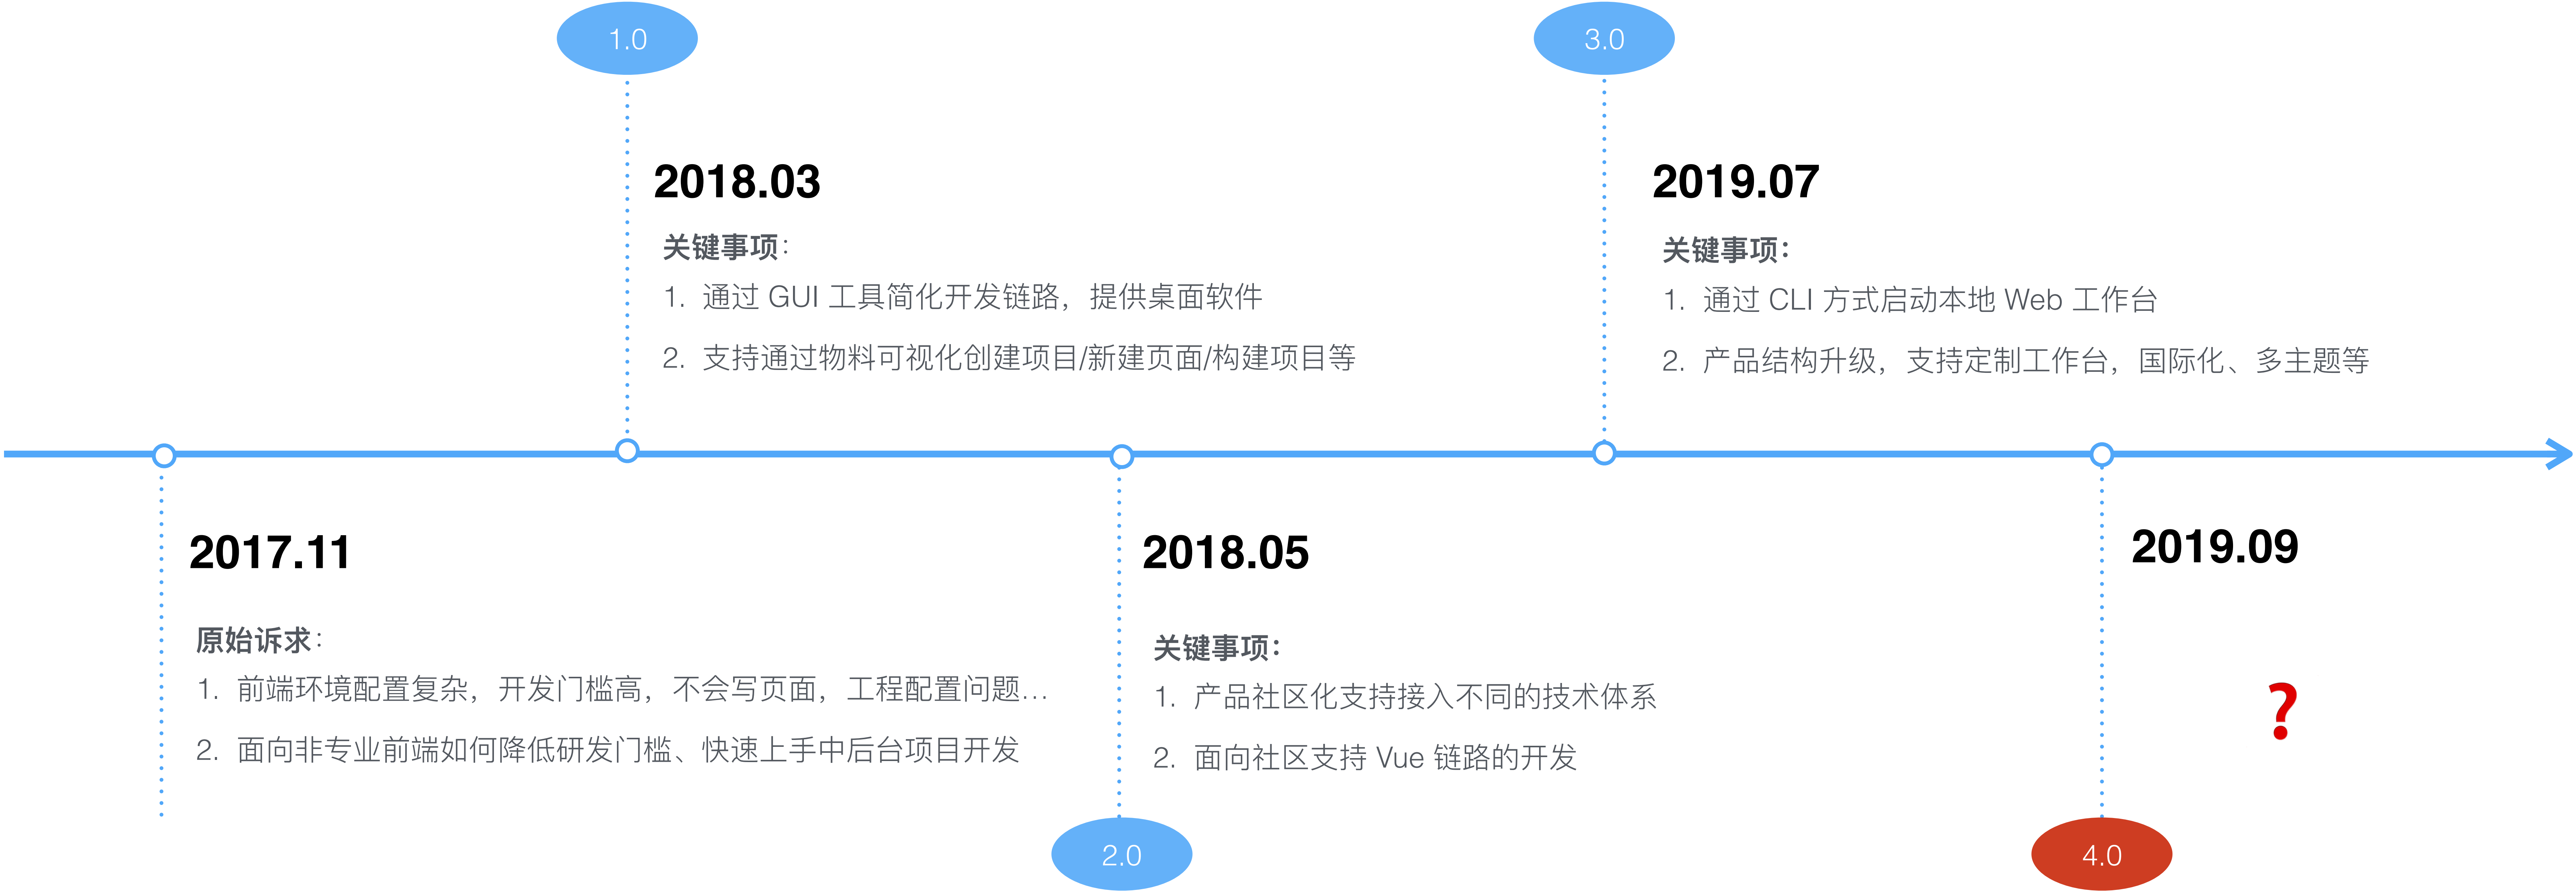 1.0
2018.03
关键事项：
1. 通过 GUI 工具简化开发链路，提供桌面软件
2. 支持通过物料可视化创建项目/新建页面/构建项目等
3.0
2019.07
关键事项：
1. 通过 CLI 方式启动本地 Web 工作台
2. 产品结构升级，支持定制工作台，国际化、多主题等
2017.11
原始诉求：
1. 前端环境配置复杂，开发门槛高，不会写页面，工程配置问题…
2. 面向非专业前端如何降低研发门槛、快速上手中后台项目开发
2018.05
关键事项：
1. 产品社区化支持接入不同的技术体系
2. 面向社区支持 Vue 链路的开发
2.0
2019.09
?
4.0